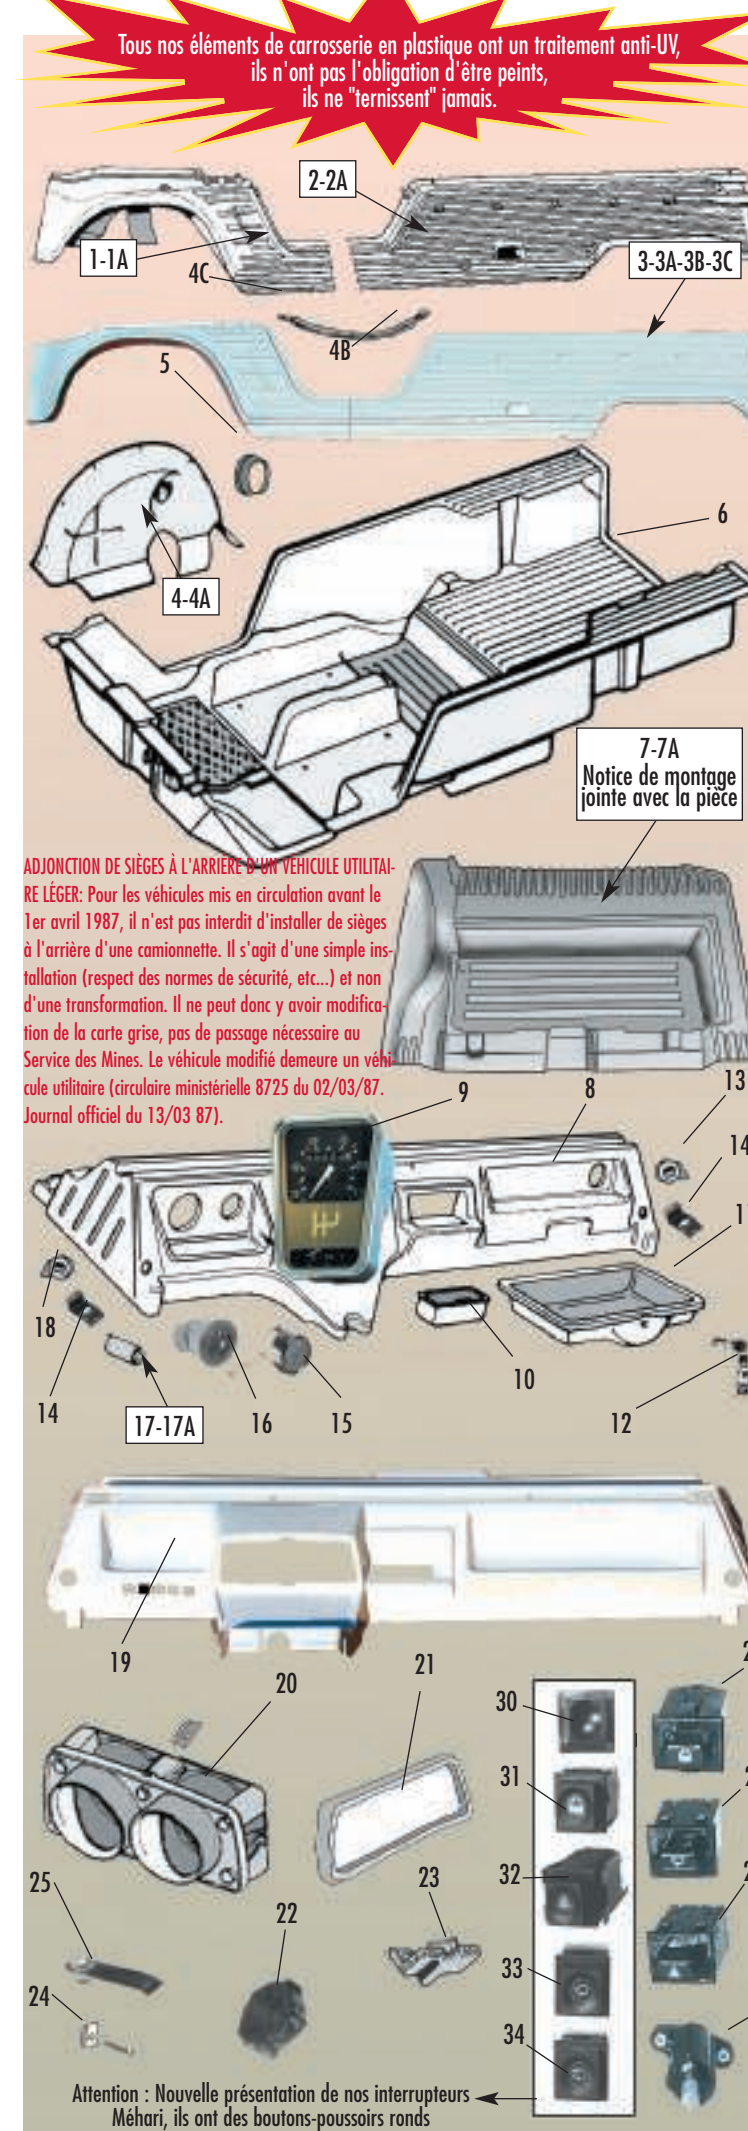 Tous nos éléments de carrosserie en plastique ont un traitement anti-UV,
ils n'ont pas l'obligation d'être peints,
ils ne "ternissent" jamais.
2-2A
1-1A
4C
3-3A-3B-3C
4B
5
6
4-4A
7-7A
Notice de montage
jointe avec la pièce
ADJONCTION DE SIÈGES À L'ARRIÈRE D'UN VÉHICULE UTILITAI-
RE LÉGER: Pour les véhicules mis en circulation avant le
1er avril 1987, il n'est pas interdit d'installer de sièges
à l'arrière d'une camionnette. Il s'agit d'une simple ins-
tallation (respect des normes de sécurité, etc...) et non
d'une transformation. Il ne peut donc y avoir modifica-
tion de la carte grise, pas de passage nécessaire au
Service des Mines. Le véhicule modifié demeure un véhi-
cule utilitaire (circulaire ministérielle 8725 du 02/03/87.
Journal officiel du 13/03 87).
9
8
13
14
18
14
17-17A
16
15
10
12
19
20
21
30
31
32
33
34
25
24
22
23
Attention : Nouvelle présentation de nos interrupteurs
Méhari, ils ont des boutons-poussoirs ronds